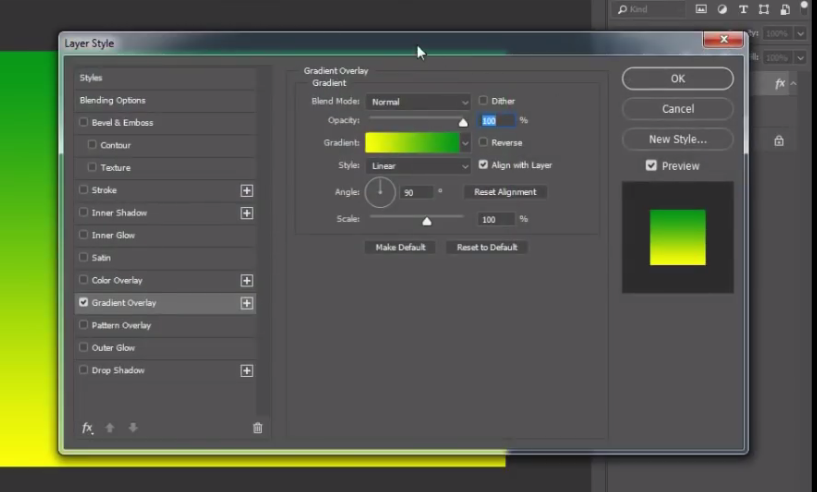 Kind
Layer Style
100%
100%
fx
Styles
Blending Options
Bevel & Emboss
Contour
Texture
Stroke
Inner Shadow
Inner Glow
Satin
Color Overlay
Gradient Overlay
Pattern Overlay
Outer Glow
Drop Shadow
fx
Gradient Overlay
Gradient
Blend Mode: Normal Dither
Opacity: 100 %
Gradient: Reverse
Style: Linear Align with Layer
Angle: 90 ° Reset Alignment
Scale: 100 %
Make Default Reset to Default
OK
Cancel
New Style...
Preview